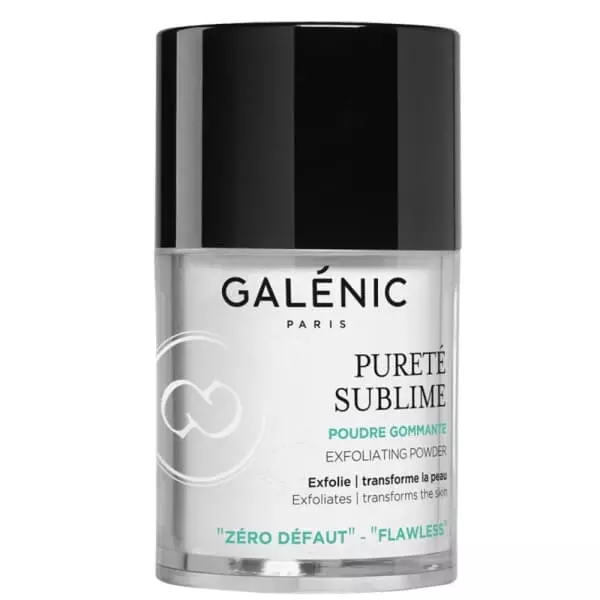 GALÉNIC
PARIS
PURETÉ
SUBLIME
POUDRE GOMMANTE
EXFOLIATING POWDER
Exfolie | transforme la peau
Exfoliates | transforms the skin
"ZÉRO DÉFAUT" - "FLAWLESS"